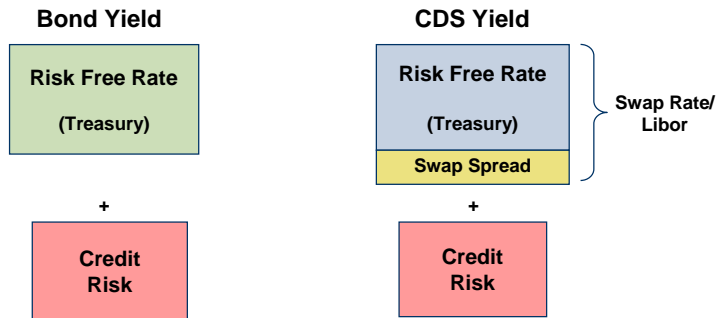 Bond Yield
Risk Free Rate
(Treasury)
+
Credit
Risk
CDS Yield
Risk Free Rate
(Treasury)
Swap Spread
Swap Rate/
Libor
+
Credit
Risk